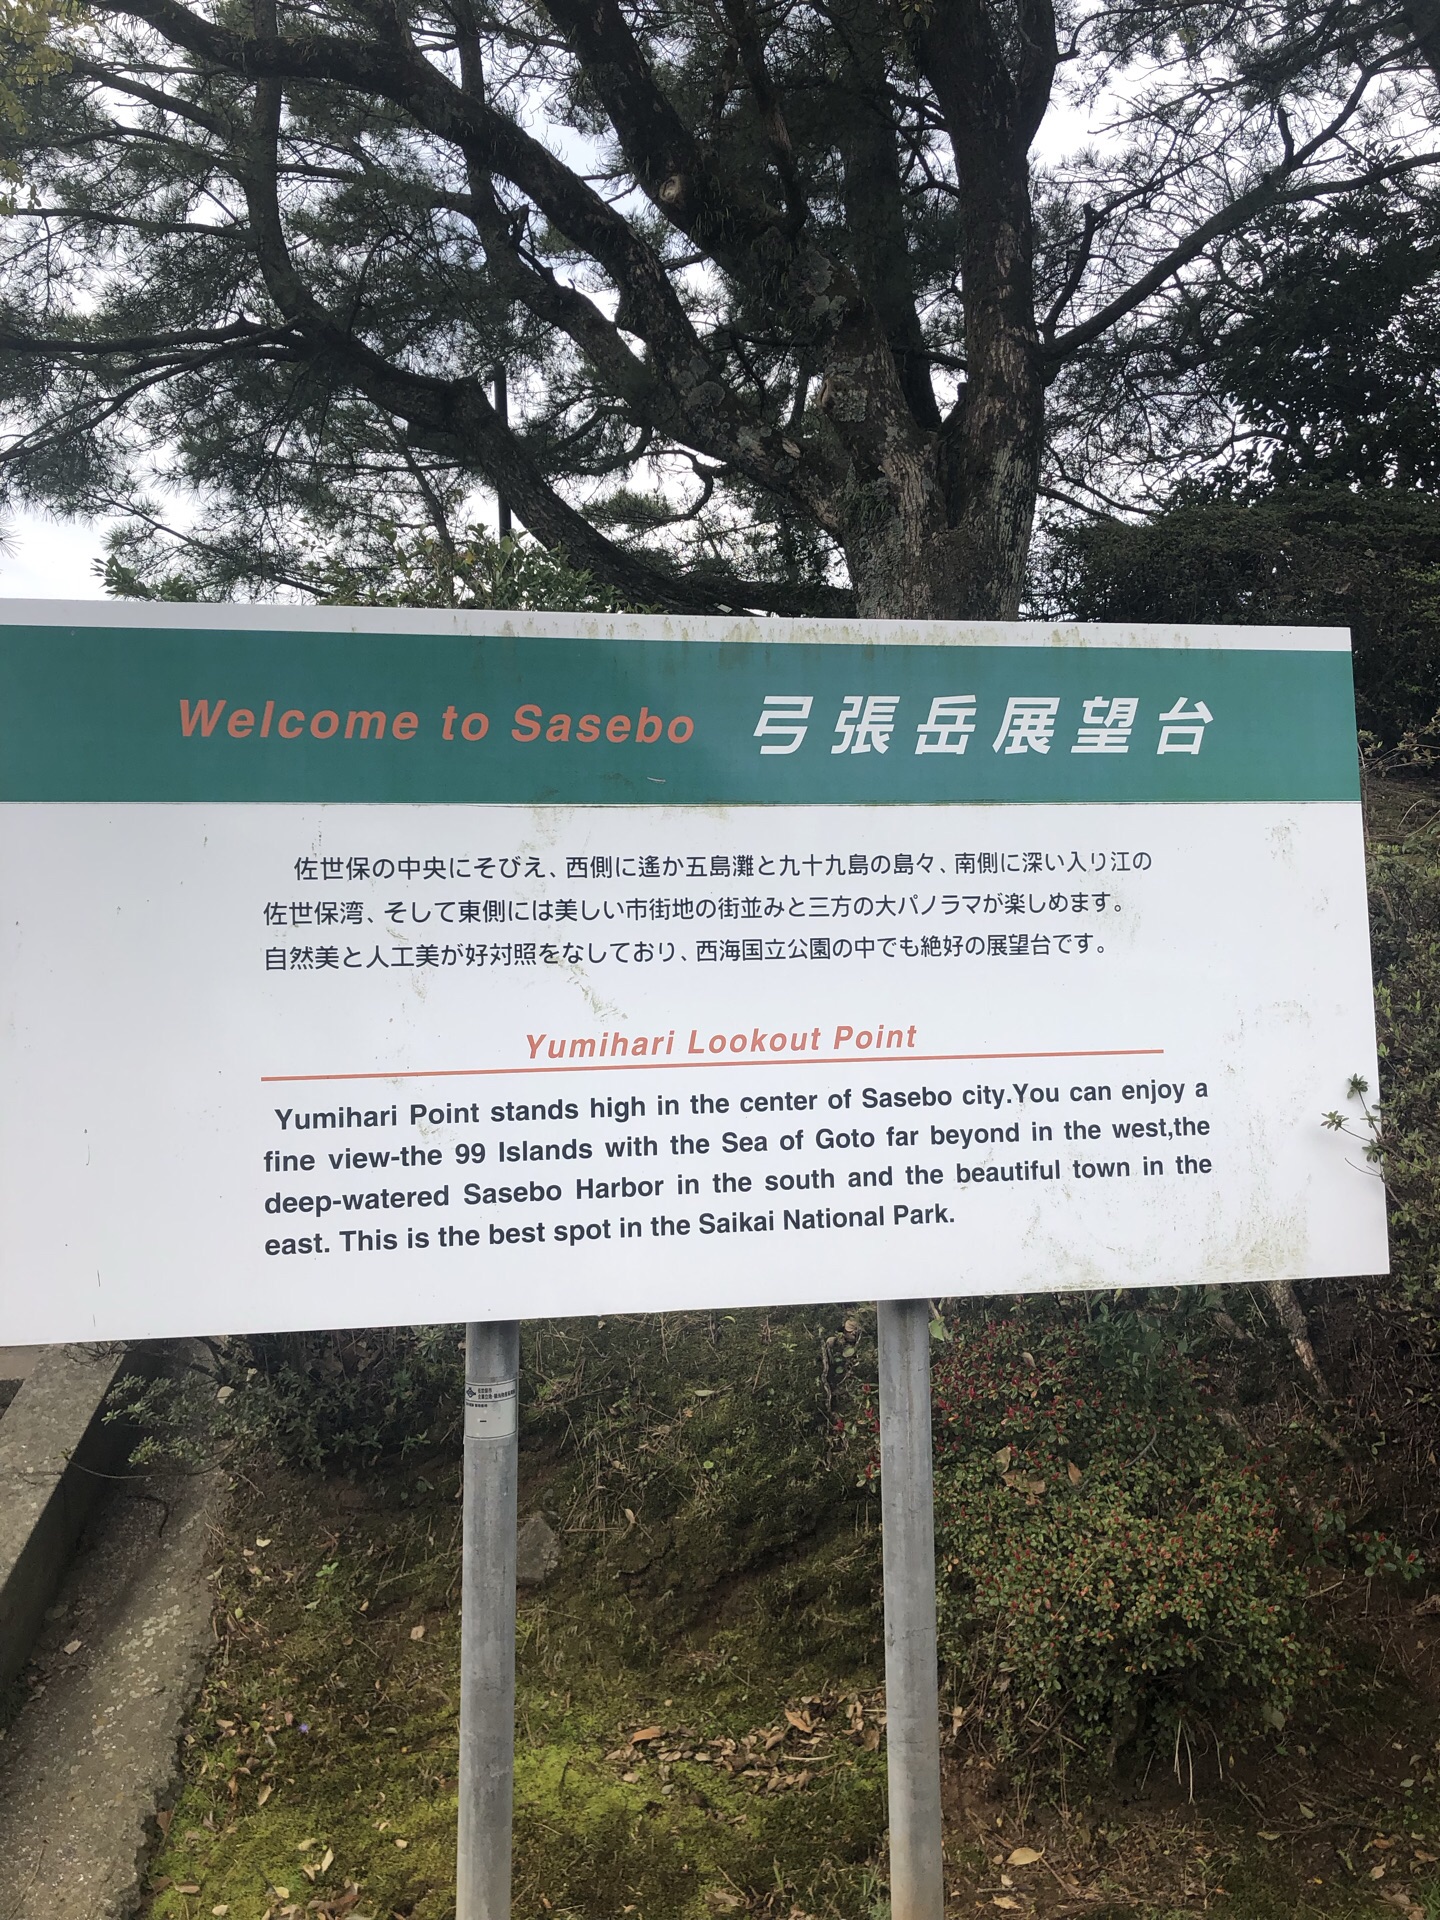 Welcome to Sasebo 弓張岳展望台
佐世保の中央にそびえ、西側に遙か五島灘と九十九島の島々、南側に深い入り江の
佐世保湾、そして東側には美しい市街地の街並みと三方の大パノラマが楽しめます。
自然美と人工美が好対照をなしており、西海国立公園の中でも絶好の展望台です。
Yumihari Lookout Point
Yumihari Point stands high in the center of Sasebo city.You can enjoy a
fine view-the 99 Islands with the Sea of Goto far beyond in the west,the
deep-watered Sasebo Harbor in the south and the beautiful town in the
east. This is the best spot in the Saikai National Park.